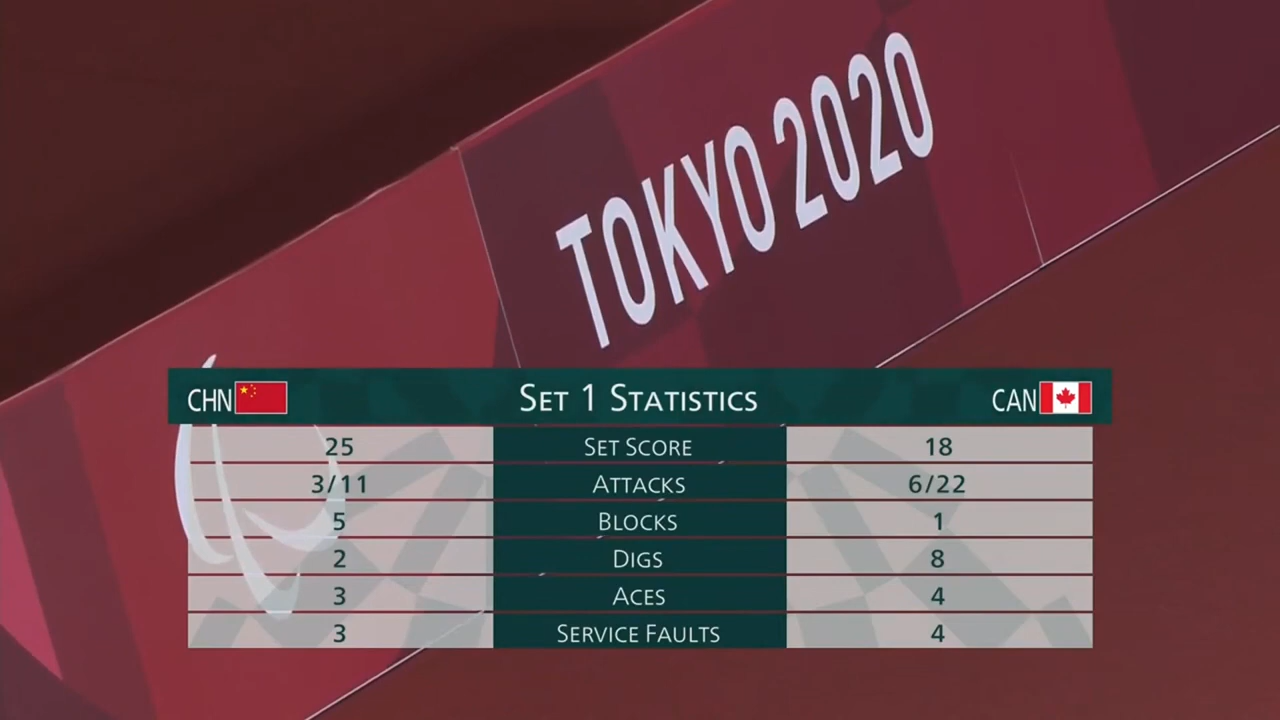 TOKYO 2020
CHN SET 1 STATISTICS CAN
25 SET SCORE 18
3/11 ATTACKS 6/22
5 BLOCKS 1
2 DIGS 8
3 ACES 4
3 SERVICE FAULTS 4